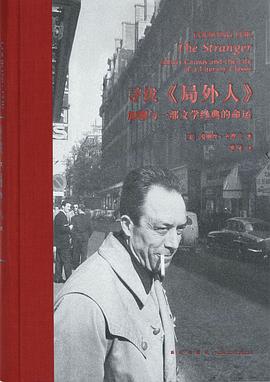 LOOKING FOR
The Stranger
Albert Camus and the Life
of a Literary Classic
寻找《局外人》
加缪与一部文学经典的命运